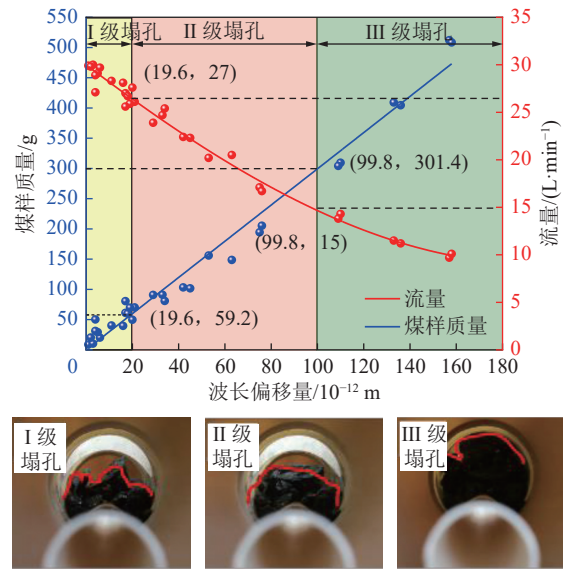 I 级塌孔 II 级塌孔 III 级塌孔
550
500
450
400
350
300
250
200
150
100
50
0
煤样质量/g
35
30
25
20
15
10
5
0
流量/(L·min⁻¹)
(19.6, 27)
(99.8, 301.4)
(99.8, 15)
(19.6, 59.2)
流量
煤样质量
0 20 40 60 80 100 120 140 160 180
波长偏移量/10⁻¹² m
I 级
塌孔
II 级
塌孔
III 级
塌孔